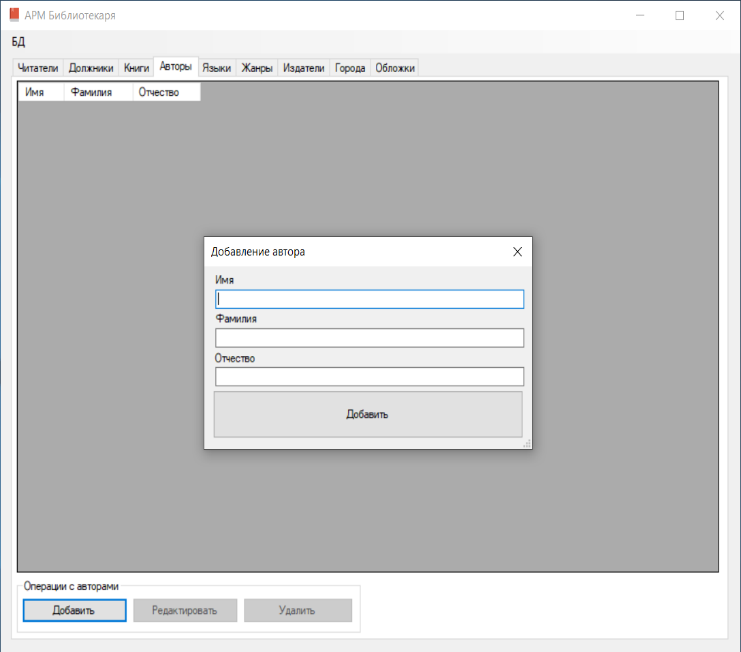 АРМ Библиотекаря
БД
Читатели Должники Книги Авторы Языки Жанры Издатели Города Обложки
Имя Фамилия Отчество
Добавление автора
Имя
Фамилия
Отчество
Добавить
Операции с авторами
Добавить Редактировать Удалить